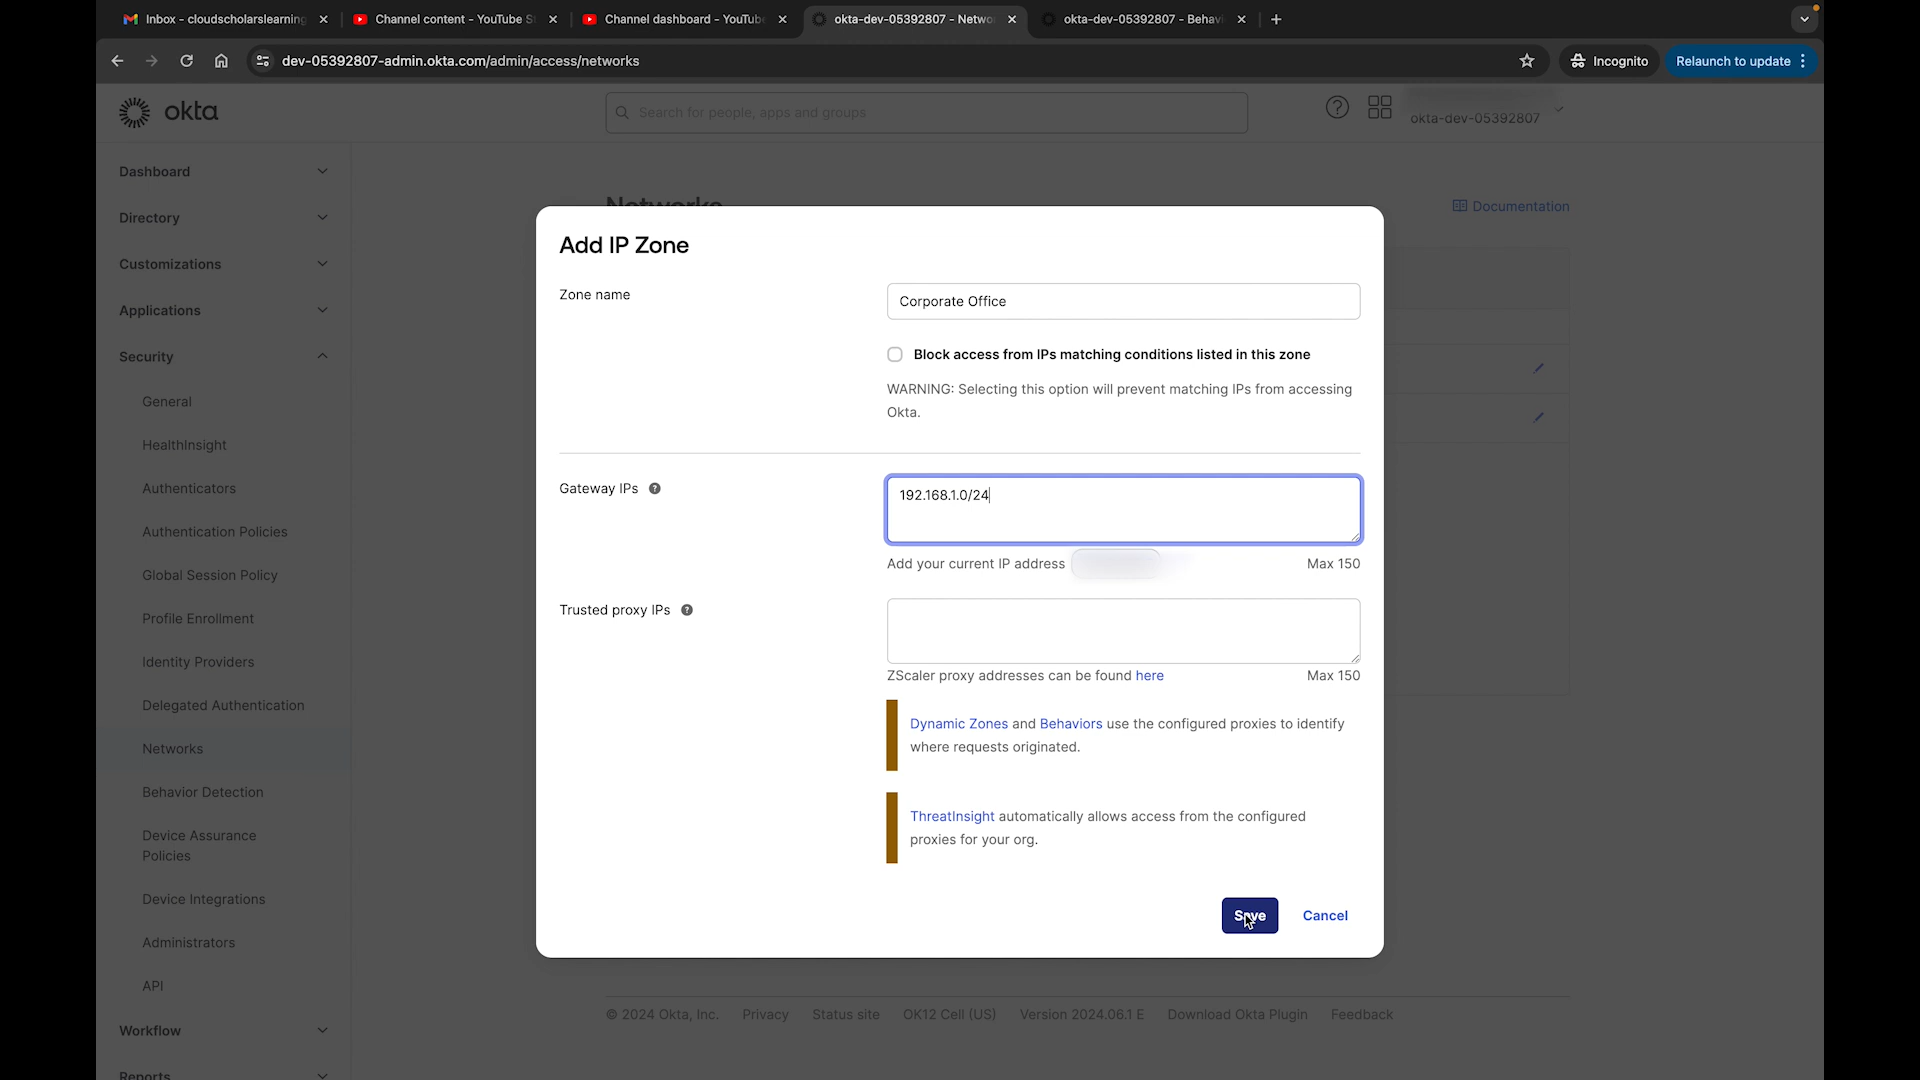 Inbox - cloudscholarslearning
Channel content - YouTube S
Channel dashboard - YouTube
okta-dev-05392807 - Netwo
okta-dev-05392807 - Behavi
dev-05392807-admin.okta.com/admin/access/networks
Incognito
Relaunch to update
okta
Search for people, apps and groups
okta-dev-05392807
Dashboard
Directory
Customizations
Applications
Security
General
HealthInsight
Authenticators
Authentication Policies
Global Session Policy
Profile Enrollment
Identity Providers
Delegated Authentication
Networks
Behavior Detection
Device Assurance
Policies
Device Integrations
Administrators
API
Workflow
Reports
Networks
Documentation
Add IP Zone
Zone name
Corporate Office
Block access from IPs matching conditions listed in this zone
WARNING: Selecting this option will prevent matching IPs from accessing
Okta.
Gateway IPs
192.168.1.0/24
Add your current IP address
Max 150
Trusted proxy IPs
ZScaler proxy addresses can be found here
Max 150
Dynamic Zones and Behaviors use the configured proxies to identify
where requests originated.
ThreatInsight automatically allows access from the configured
proxies for your org.
Save
Cancel
© 2024 Okta, Inc. Privacy Status site OK12 Cell (US) Version 2024.06.1 E Download Okta Plugin Feedback